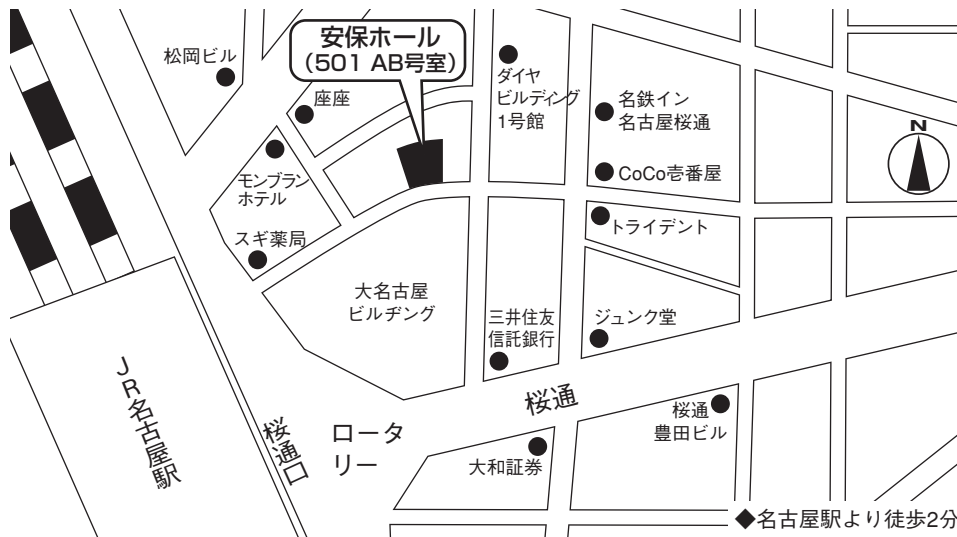 安保ホール
(501 AB号室)
松岡ビル
座座
ダイヤ
ビルディング
1号館
名鉄イン
名古屋桜通
N
CoCo壱番屋
モンブラン
ホテル
トライデント
スギ薬局
大名古屋
ビルヂング
三井住友
信託銀行
ジュンク堂
JR名古屋駅
桜通口
ロータ
リー
桜通
桜通
豊田ビル
大和証券
◆名古屋駅より徒歩2分